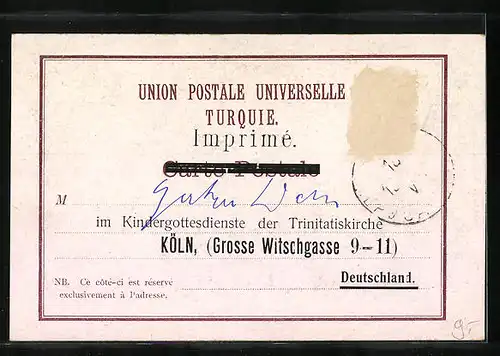 UNION POSTALE UNIVERSELLE
TURQUIE.
Imprimé.
Carte Postale
M
im Kindergottesdienste der Trinitatiskirche
KÖLN, (Grosse Witschgasse 9–11)
Deutschland.
NB. Ce côté-ci est réservé
exclusivement à l'adresse.
9,-